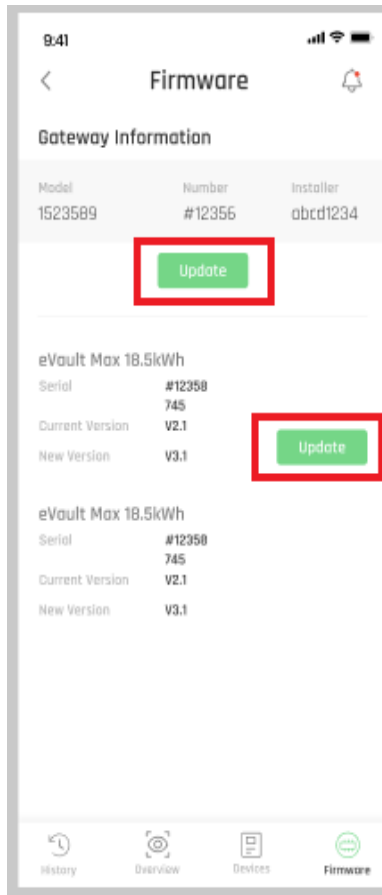 9:41
Firmware
Gateway Information
Model Number Installer
1523589 #12356 abcd1234
Update
eVault Max 18.5kWh
Serial #12358
745
Current Version V2.1
Update
New Version V3.1
eVault Max 18.5kWh
Serial #12358
745
Current Version V2.1
New Version V3.1
History Overview Devices Firmware